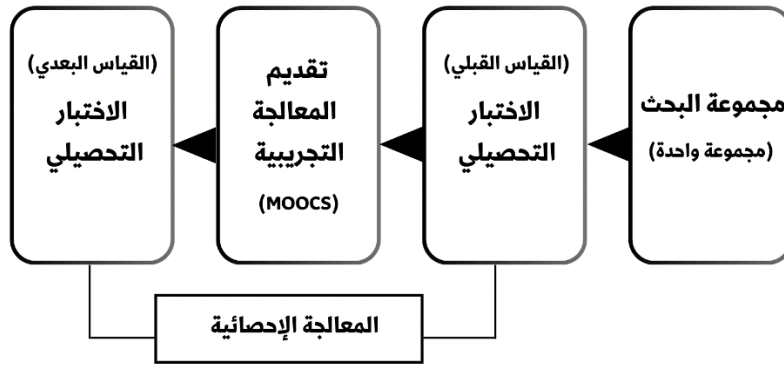 مجموعة البحث
(مجموعة واحدة)
(القياس القبلي)
الاختبار
التحصيلي
تقديم
المعالجة
التجريبية
(MOOCS)
(القياس البعدي)
الاختبار
التحصيلي
المعالجة الإحصائية